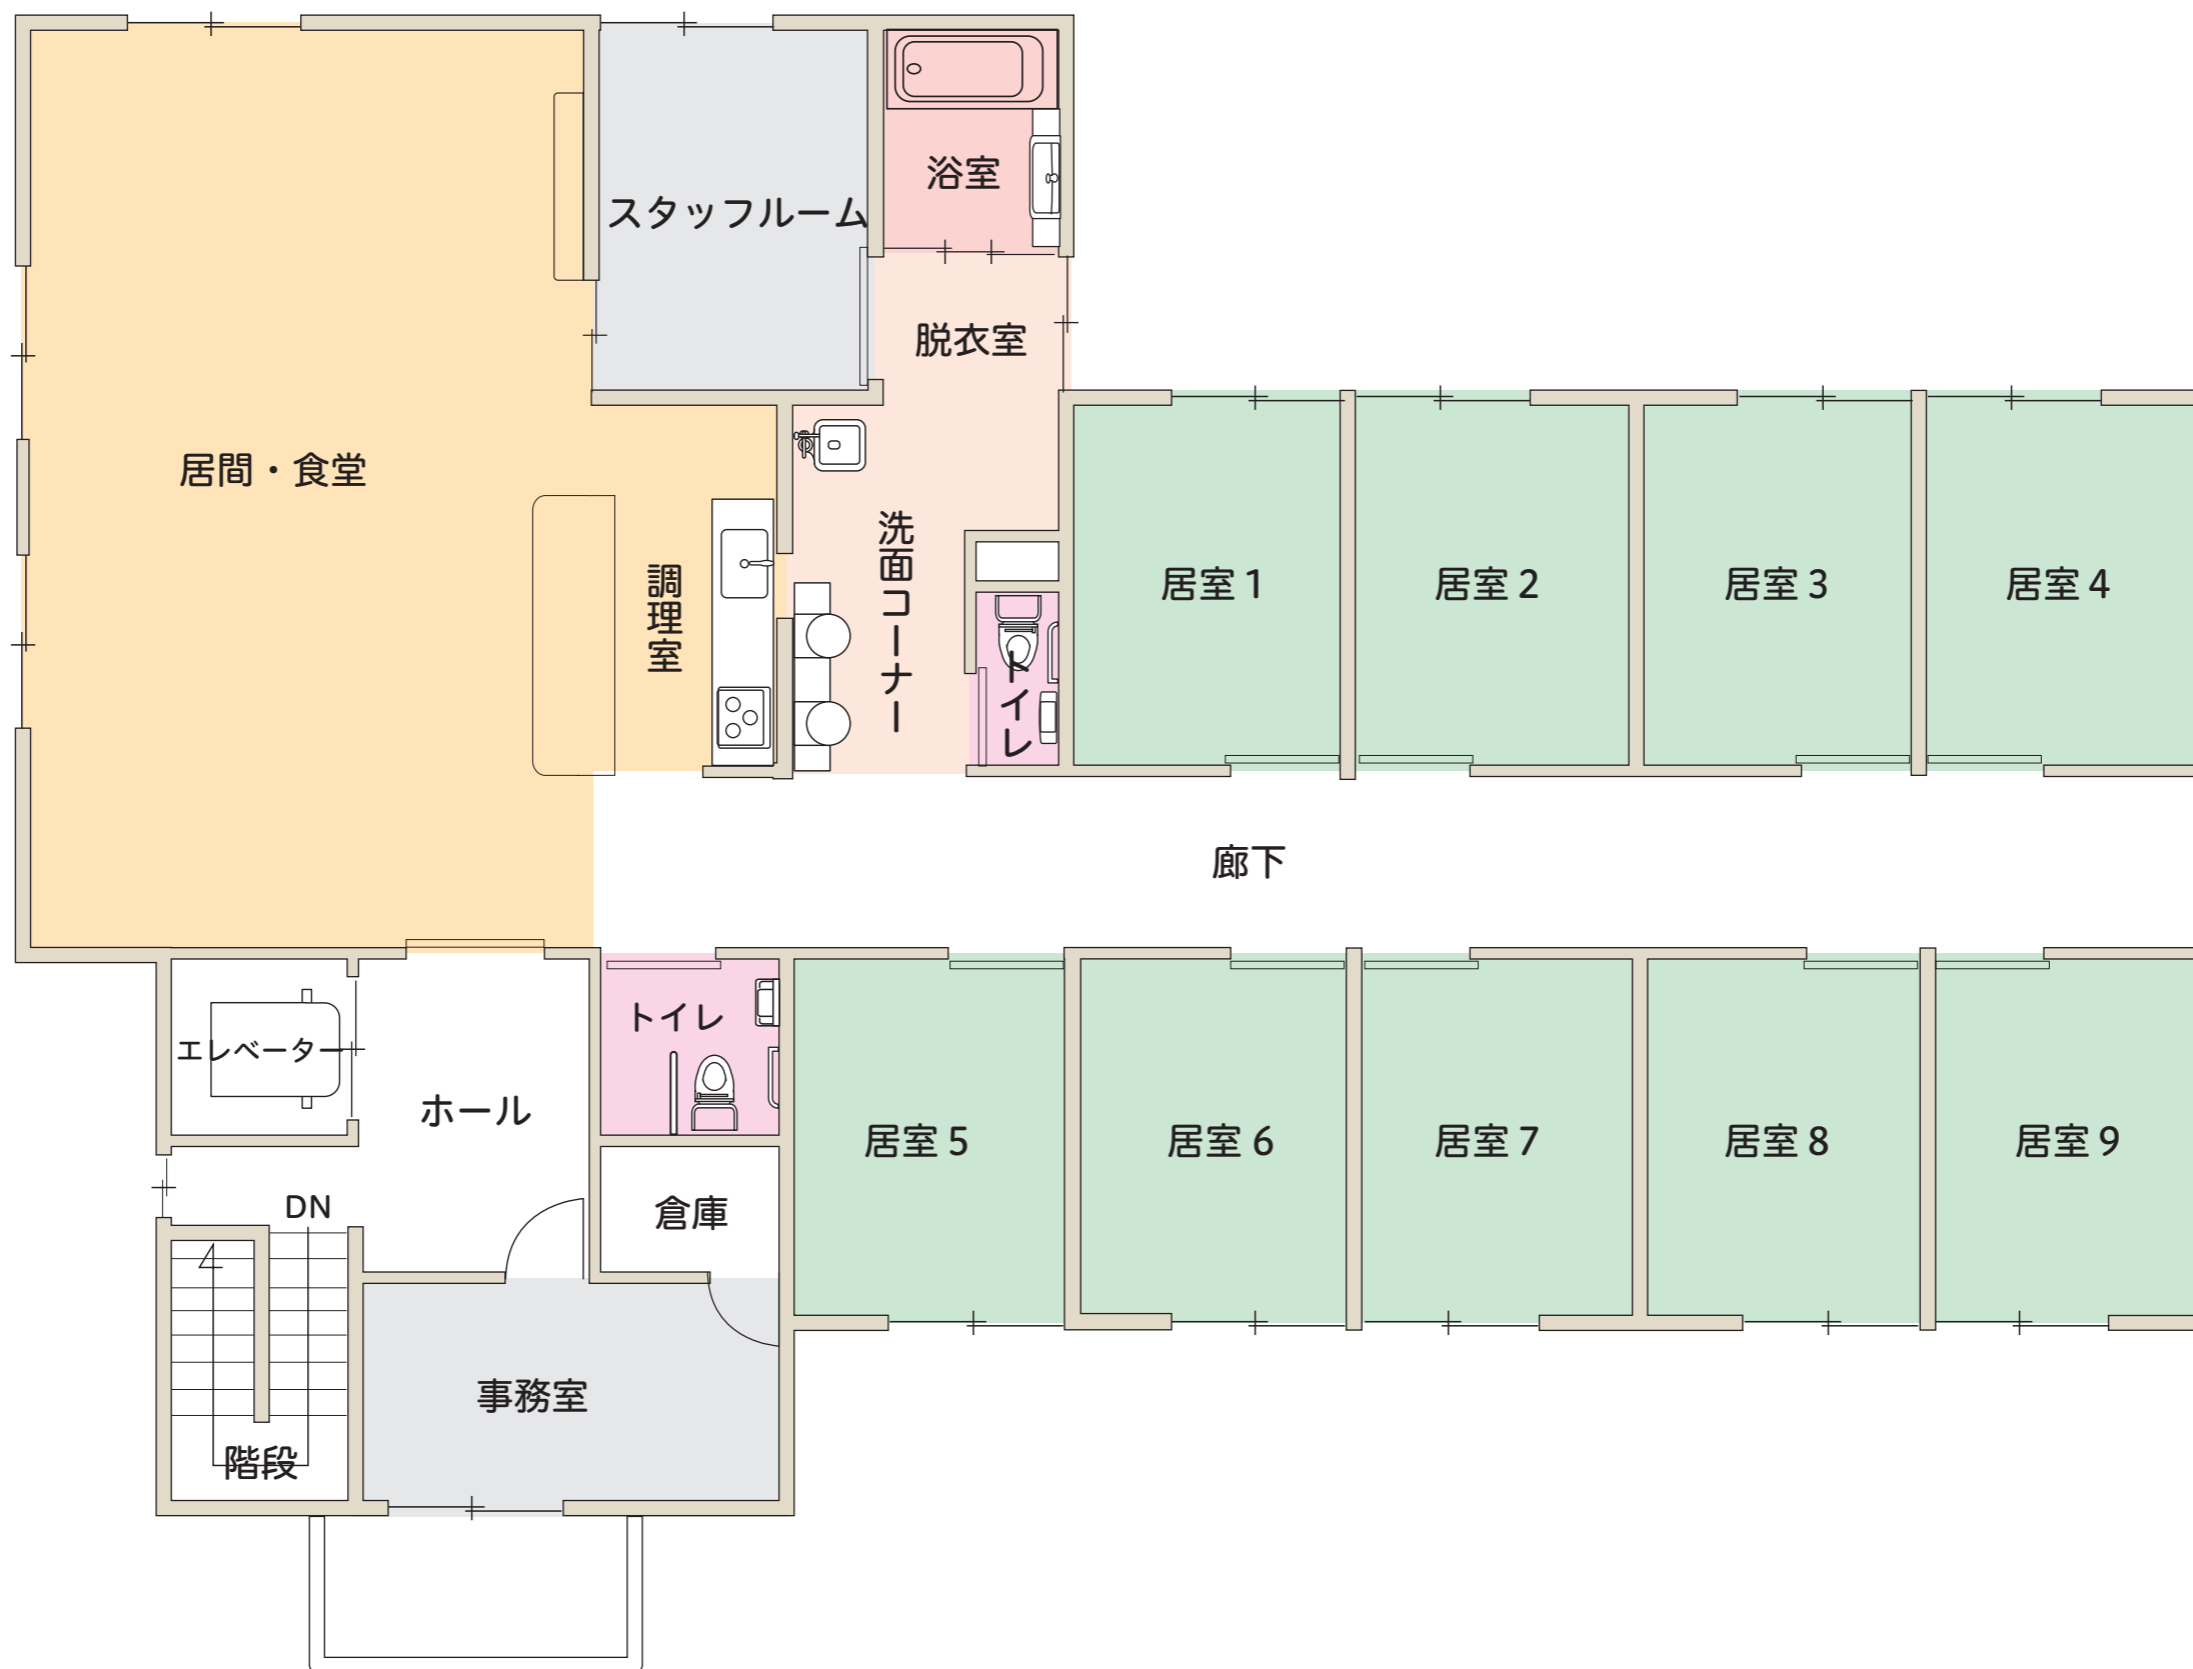 浴室
スタッフルーム
脱衣室
居間・食堂
洗面コーナー
調理室
トイレ
居室1
居室2
居室3
居室4
廊下
トイレ
エレベーター
ホール
居室5
居室6
居室7
居室8
居室9
DN
倉庫
事務室
階段